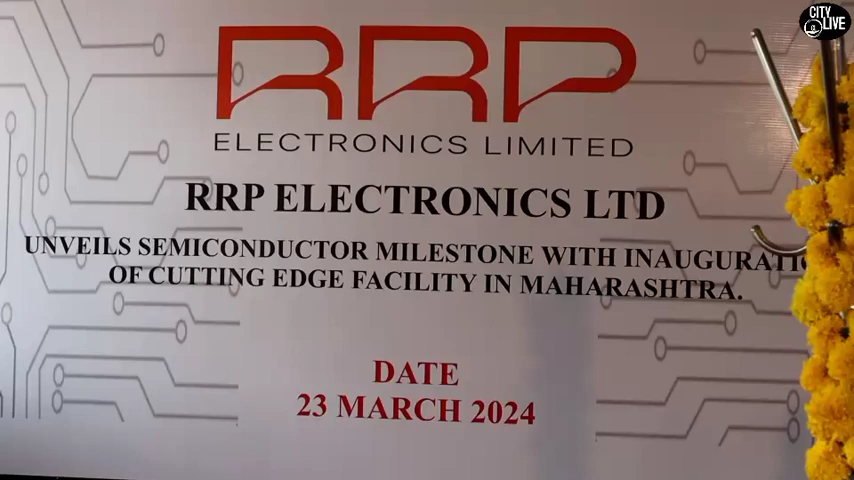 CITY
LIVE
RRP
ELECTRONICS LIMITED
RRP ELECTRONICS LTD
UNVEILS SEMICONDUCTOR MILESTONE WITH INAUGURATIO
OF CUTTING EDGE FACILITY IN MAHARASHTRA.
DATE
23 MARCH 2024